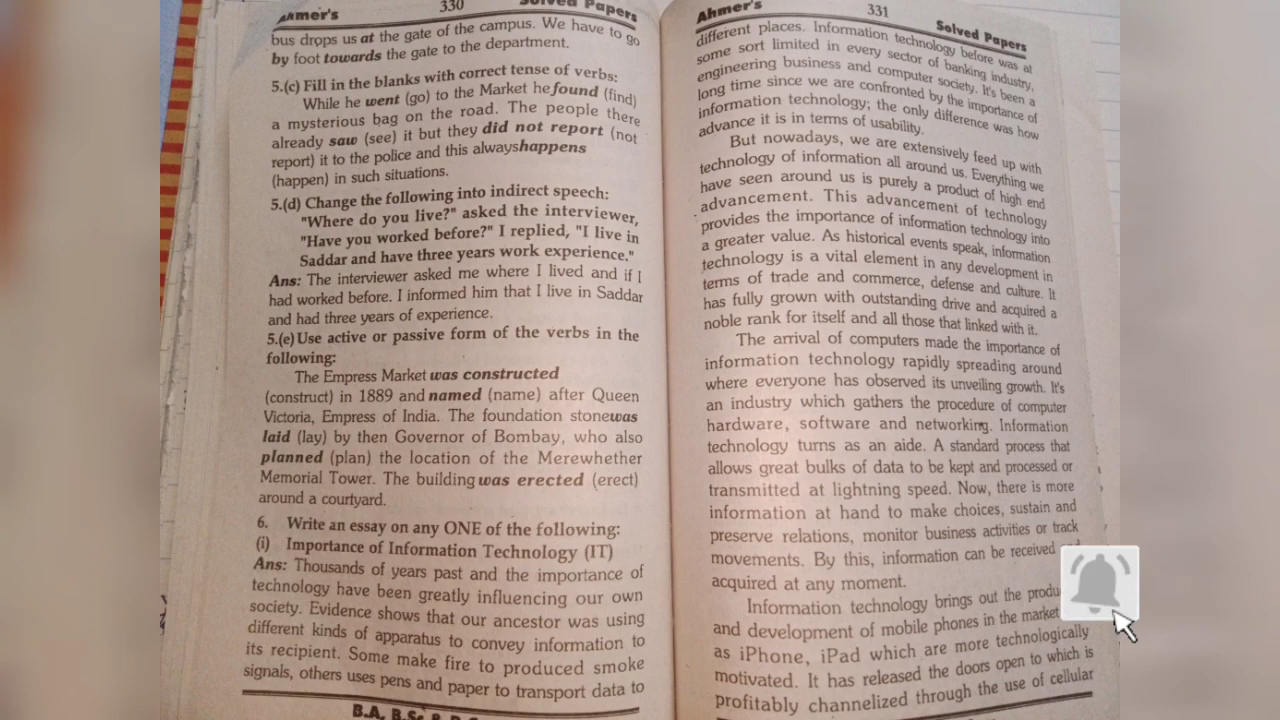 Ahmer's 330 Solved Papers
bus drops us at the gate of the campus. We have to go
by foot towards the gate to the department.
5.(c) Fill in the blanks with correct tense of verbs:
While he went (go) to the Market he found (find)
a mysterious bag on the road. The people there
already saw (see) it but they did not report (not
report) it to the police and this always happens
(happen) in such situations.
5.(d) Change the following into indirect speech:
"Where do you live?" asked the interviewer,
"Have you worked before?" I replied, "I live in
Saddar and have three years work experience."
Ans: The interviewer asked me where I lived and if I
had worked before. I informed him that I live in Saddar
and had three years of experience.
5.(e) Use active or passive form of the verbs in the
following:
The Empress Market was constructed
(construct) in 1889 and named (name) after Queen
Victoria, Empress of India. The foundation stone was
laid (lay) by then Governor of Bombay, who also
planned (plan) the location of the Merewhether
Memorial Tower. The building was erected (erect)
around a courtyard.
6. Write an essay on any ONE of the following:
(i) Importance of Information Technology (IT)
Ans: Thousands of years past and the importance of
technology have been greatly influencing our own
society. Evidence shows that our ancestor was using
different kinds of apparatus to convey information to
its recipient. Some make fire to produced smoke
signals, others uses pens and paper to transport data to
B.A, B.Sc
Ahmer's 331 Solved Papers
different places. Information technology before was at
some sort limited in every sector of banking industry,
engineering business and computer society. It's been a
long time since we are confronted by the importance of
information technology; the only difference was how
advance it is in terms of usability.
But nowadays, we are extensively feed up with
technology of information all around us. Everything we
have seen around us is purely a product of high end
advancement. This advancement of technology
provides the importance of information technology into
a greater value. As historical events speak, information
technology is a vital element in any development in
terms of trade and commerce, defense and culture. It
has fully grown with outstanding drive and acquired a
noble rank for itself and all those that linked with it.
The arrival of computers made the importance of
information technology rapidly spreading around
where everyone has observed its unveiling growth. It's
an industry which gathers the procedure of computer
hardware, software and networking. Information
technology turns as an aide. A standard process that
allows great bulks of data to be kept and processed or
transmitted at lightning speed. Now, there is more
information at hand to make choices, sustain and
preserve relations, monitor business activities or track
movements. By this, information can be received
acquired at any moment.
Information technology brings out the produ
and development of mobile phones in the market
as iPhone, iPad which are more technologically
motivated. It has released the doors open to which is
profitably channelized through the use of cellular